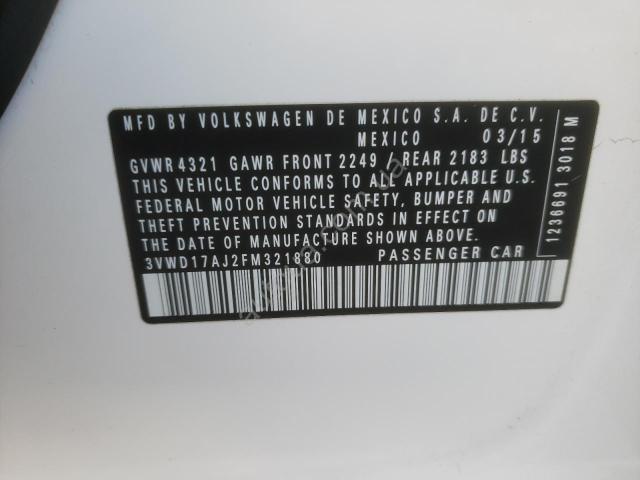 MFD BY VOLKSWAGEN DE MEXICO S.A. DE C.V.
MEXICO 03/15
GVWR 4321 GAWR FRONT 2249 - REAR 2183 LBS
THIS VEHICLE CONFORMS TO ALL APPLICABLE U.S.
FEDERAL MOTOR VEHICLE SAFETY, BUMPER AND
THEFT PREVENTION STANDARDS IN EFFECT ON
THE DATE OF MANUFACTURE SHOWN ABOVE.
3VWD17AJ2FM321880 PASSENGER CAR
1236691 3018 M